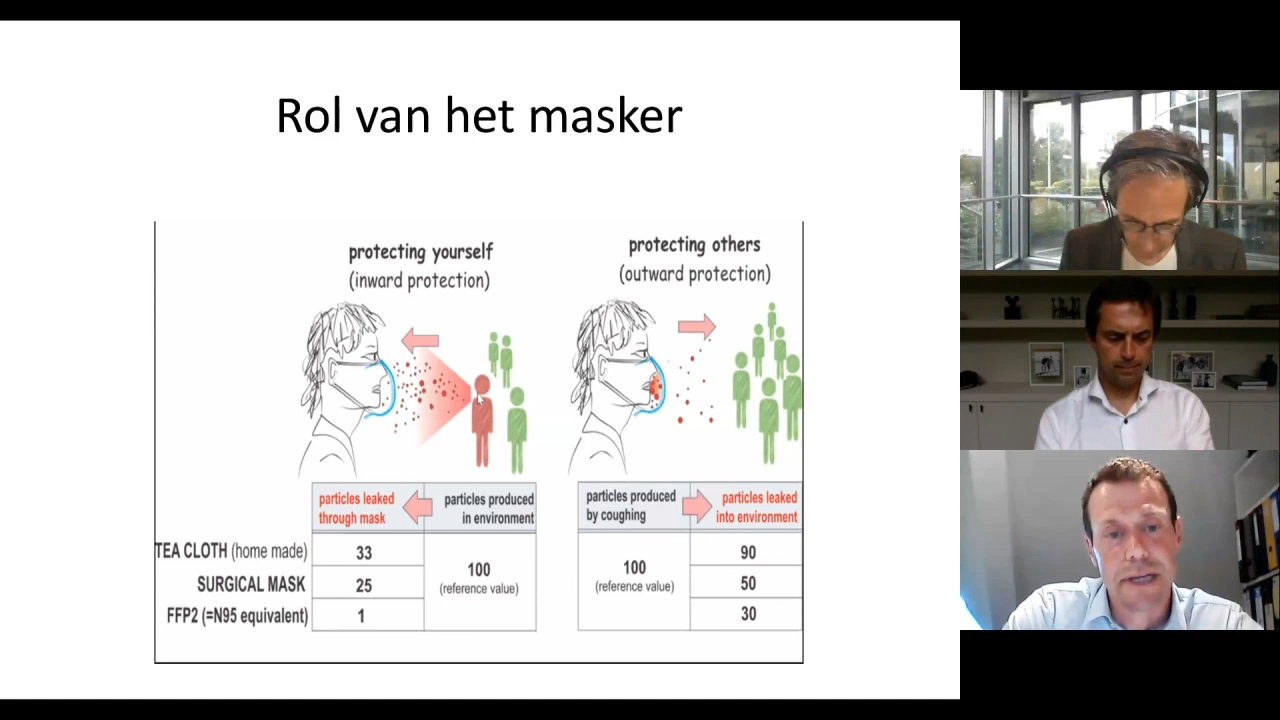 Rol van het masker
protecting yourself
(inward protection)
protecting others
(outward protection)
particles leaked
through mask
particles produced
in environment
particles produced
by coughing
particles leaked
into environment
TEA CLOTH (home made)
33
100
(reference value)
100
(reference value)
90
SURGICAL MASK
25
50
FFP2 (=N95 equivalent)
1
30